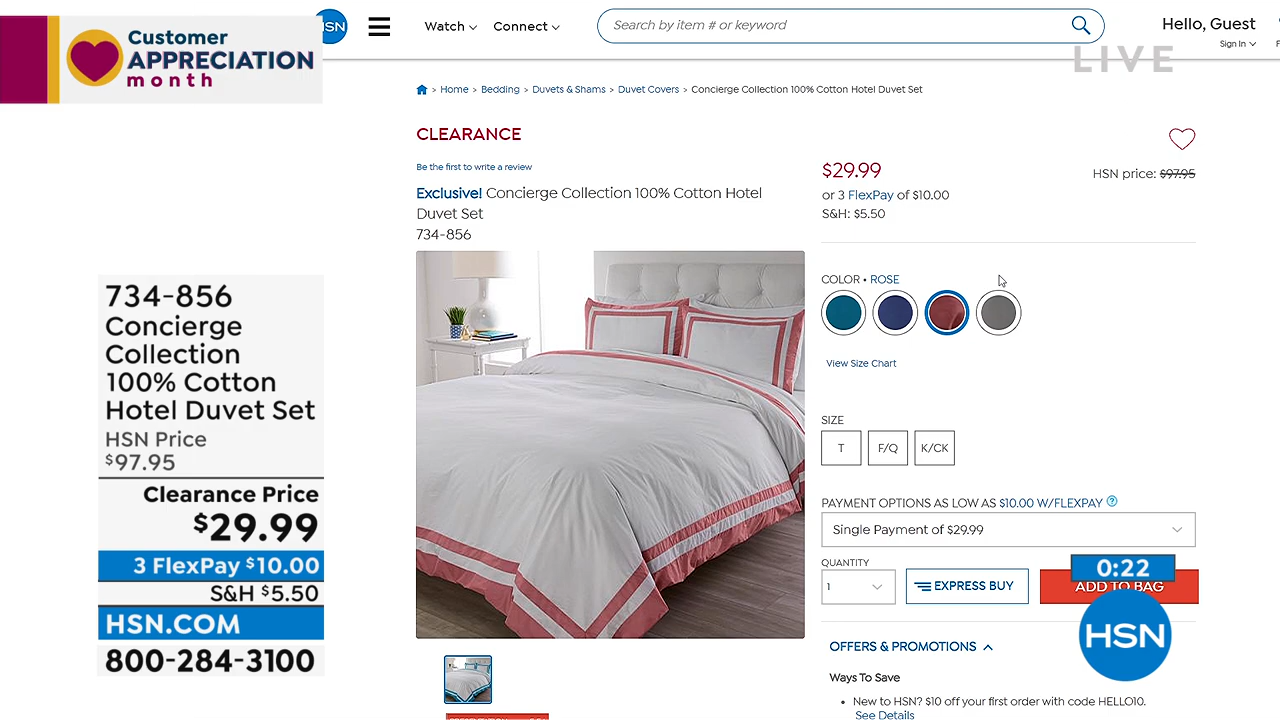 Customer
APPRECIATION
month
HSN
Watch
Connect
Search by item # or keyword
Hello, Guest
Sign In
LIVE
> Home > Bedding > Duvets & Shams > Duvet Covers > Concierge Collection 100% Cotton Hotel Duvet Set
CLEARANCE
Be the first to write a review
Exclusive! Concierge Collection 100% Cotton Hotel
Duvet Set
734-856
$29.99
HSN price: $97.95
or 3 FlexPay of $10.00
S&H: $5.50
COLOR • ROSE
View Size Chart
SIZE
T
F/Q
K/CK
PAYMENT OPTIONS AS LOW AS $10.00 W/FLEXPAY ?
Single Payment of $29.99
QUANTITY
1
EXPRESS BUY
0:22
ADD TO BAG
HSN
OFFERS & PROMOTIONS
Ways To Save
• New to HSN? $10 off your first order with code HELLO10.
See Details
734-856
Concierge
Collection
100% Cotton
Hotel Duvet Set
HSN Price
$97.95
Clearance Price
$29.99
3 FlexPay $10.00
S&H $5.50
HSN.COM
800-284-3100